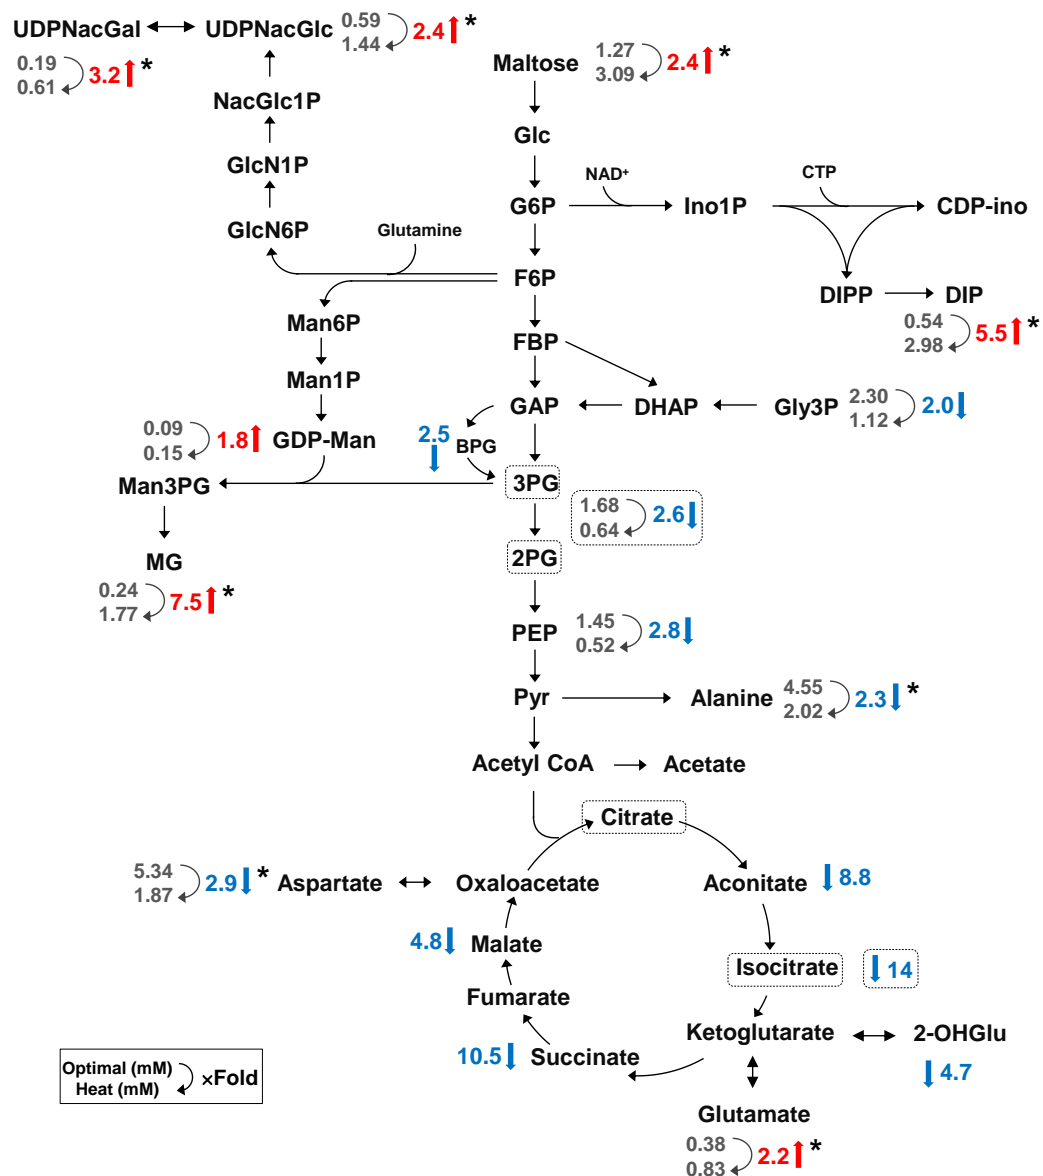 UDPNacGal
UDPNacGlc
0.59
1.44
2.4 *
0.19
0.61
3.2 *
Maltose
1.27
3.09
2.4 *
NacGlc1P
Glc
GlcN1P
NAD+
CTP
G6P
Ino1P
CDP-ino
GlcN6P
Glutamine
F6P
DIPP
DIP
0.54
2.98
5.5 *
Man6P
FBP
Man1P
GAP
DHAP
Gly3P
2.30
1.12
2.0
0.09
0.15
1.8
GDP-Man
2.5
BPG
Man3PG
3PG
1.68
0.64
2.6
MG
2PG
0.24
1.77
7.5 *
PEP
1.45
0.52
2.8
Pyr
Alanine
4.55
2.02
2.3 *
Acetyl CoA
Acetate
Citrate
5.34
1.87
2.9 *
Aspartate
Oxaloacetate
Aconitate
8.8
4.8
Malate
Isocitrate
14
Fumarate
Ketoglutarate
2-OHGlu
10.5
Succinate
4.7
Optimal (mM)
Heat (mM)
×Fold
Glutamate
0.38
0.83
2.2 *